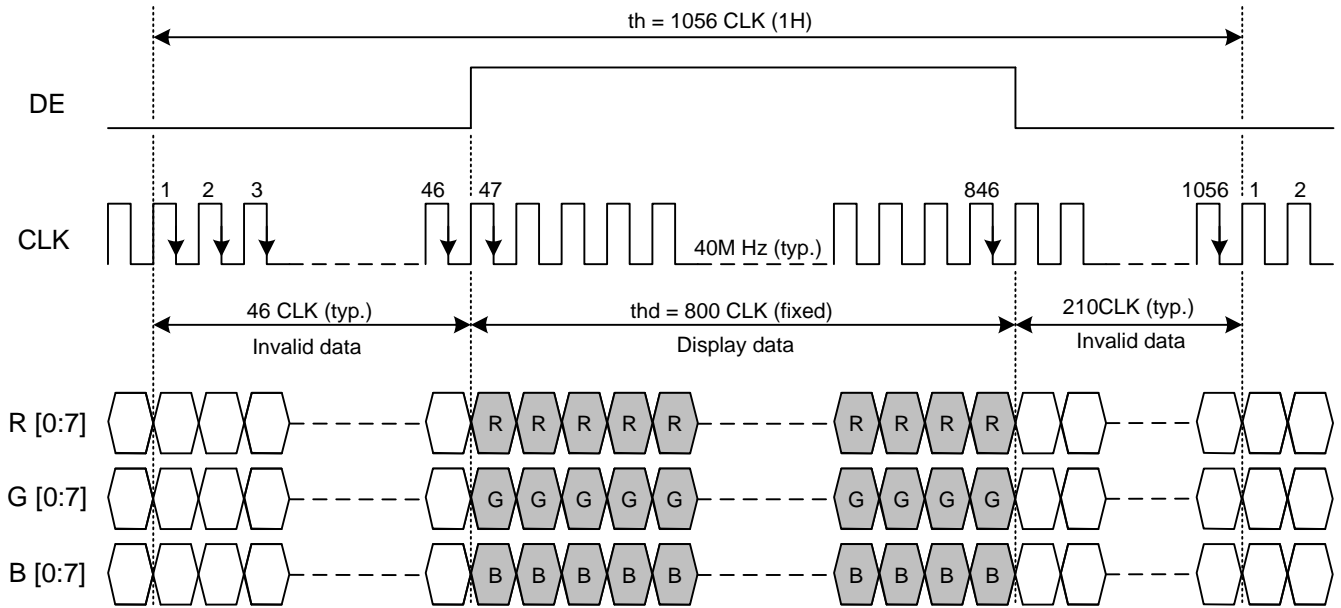 th = 1056 CLK (1H)
DE
1 2 3 46 47 846 1056 1 2
CLK
40M Hz (typ.)
46 CLK (typ.) thd = 800 CLK (fixed) 210CLK (typ.)
Invalid data Display data Invalid data
R [0:7] R R R R R R R R R
G [0:7] G G G G G G G G G
B [0:7] B B B B B B B B B